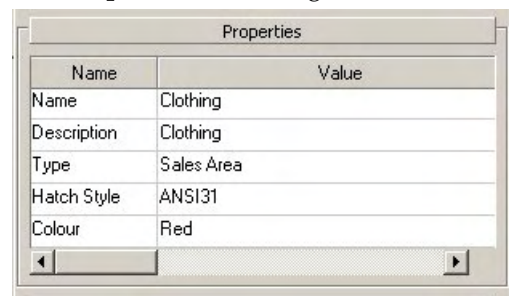 Properties
Name Value
Name Clothing
Description Clothing
Type Sales Area
Hatch Style ANSI31
Colour Red